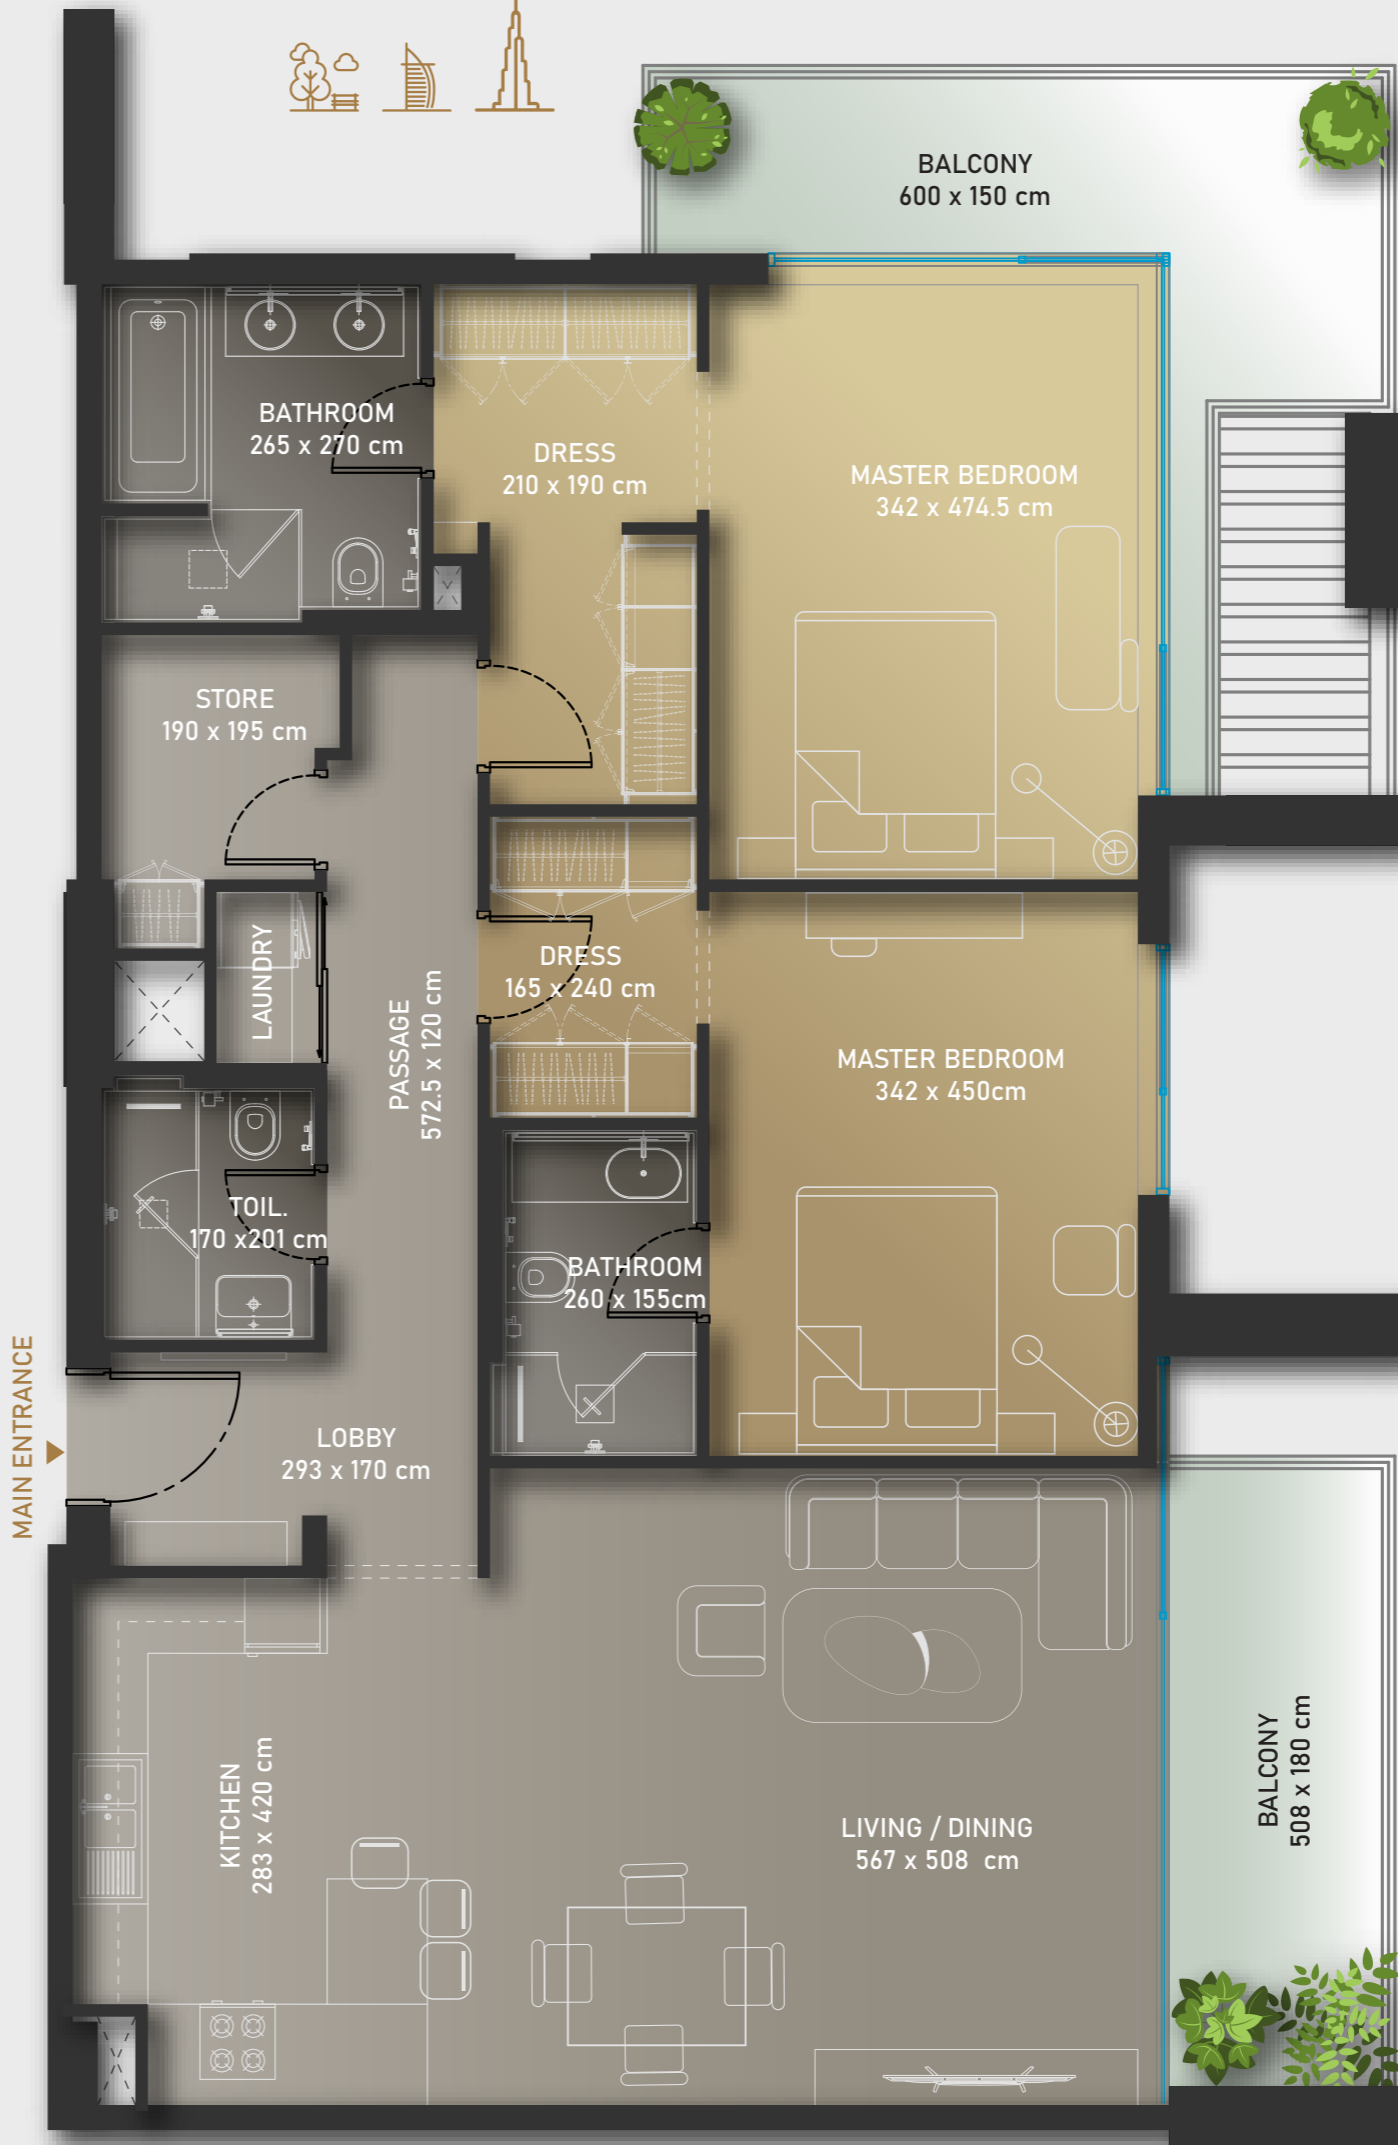 BALCONY
600 x 150 cm
BATHROOM
265 x 270 cm
DRESS
210 x 190 cm
MASTER BEDROOM
342 x 474.5 cm
STORE
190 x 195 cm
LAUNDRY
PASSAGE
572.5 x 120 cm
DRESS
165 x 240 cm
MASTER BEDROOM
342 x 450cm
TOIL.
170 x201 cm
BATHROOM
260 x 155cm
MAIN ENTRANCE
LOBBY
293 x 170 cm
KITCHEN
283 x 420 cm
LIVING / DINING
567 x 508 cm
BALCONY
508 x 180 cm